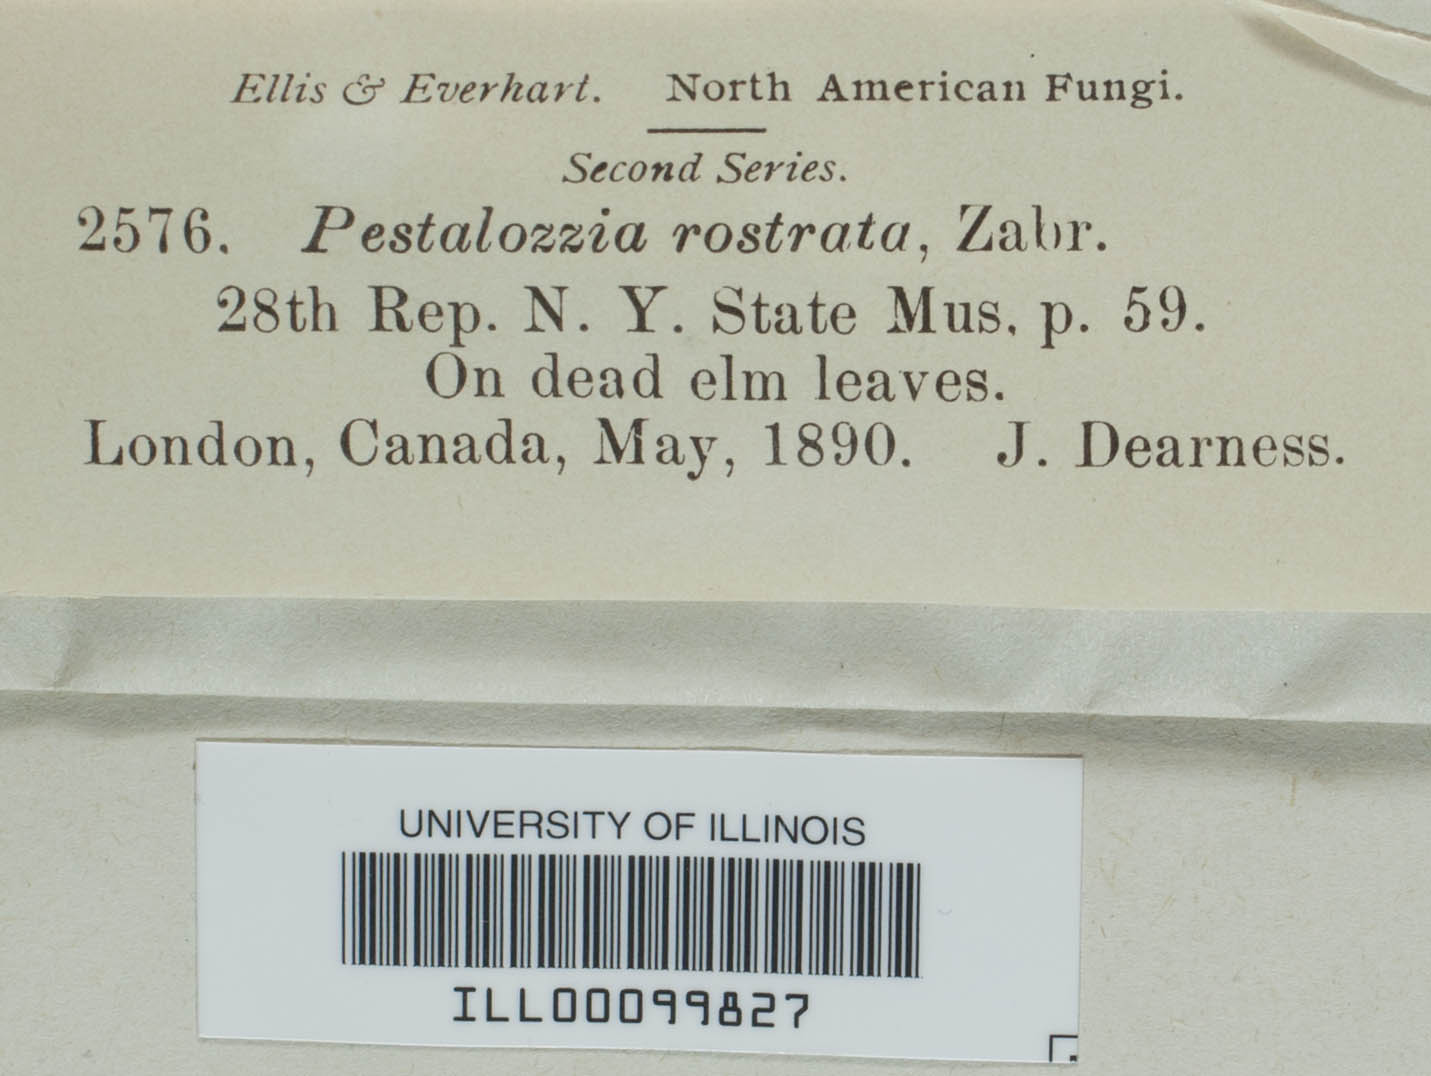 Ellis & Everhart. North American Fungi.
Second Series.
2576. Pestalozzia rostrata, Zabr.
28th Rep. N. Y. State Mus. p. 59.
On dead elm leaves.
London, Canada, May, 1890. J. Dearness.
UNIVERSITY OF ILLINOIS
ILL00099827